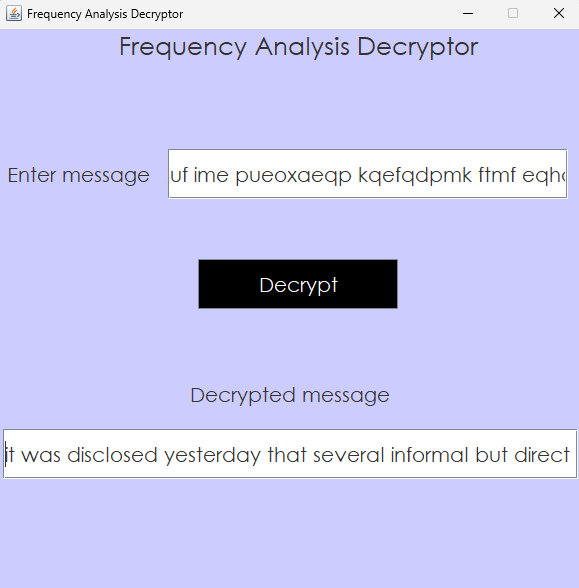 Frequency Analysis Decryptor
Frequency Analysis Decryptor
Enter message
uf ime pueoxaeqp kqefqdpmk ftmf
Decrypt
Decrypted message
it was disclosed yesterday that several informal but direct